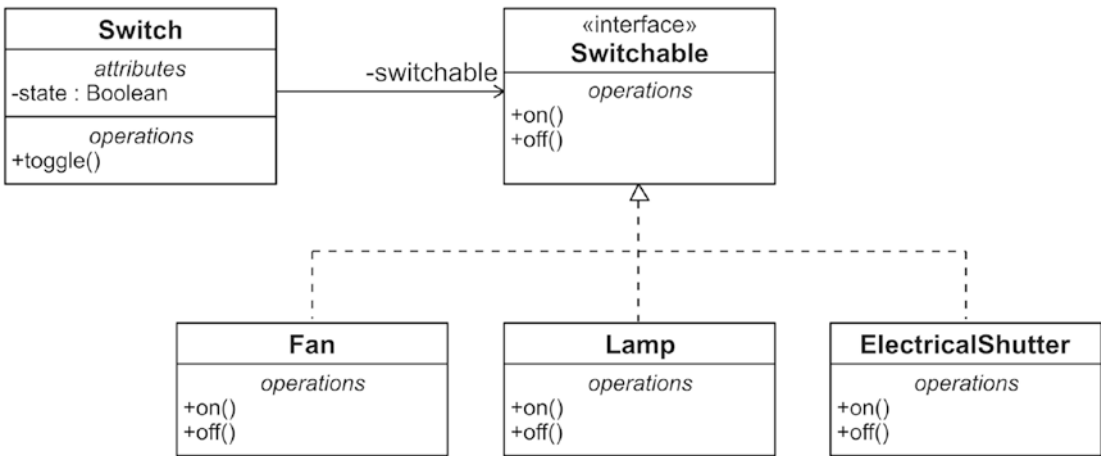 Switch
attributes
-state : Boolean
operations
+toggle()
-switchable
«interface»
Switchable
operations
+on()
+off()
Fan
operations
+on()
+off()
Lamp
operations
+on()
+off()
ElectricalShutter
operations
+on()
+off()